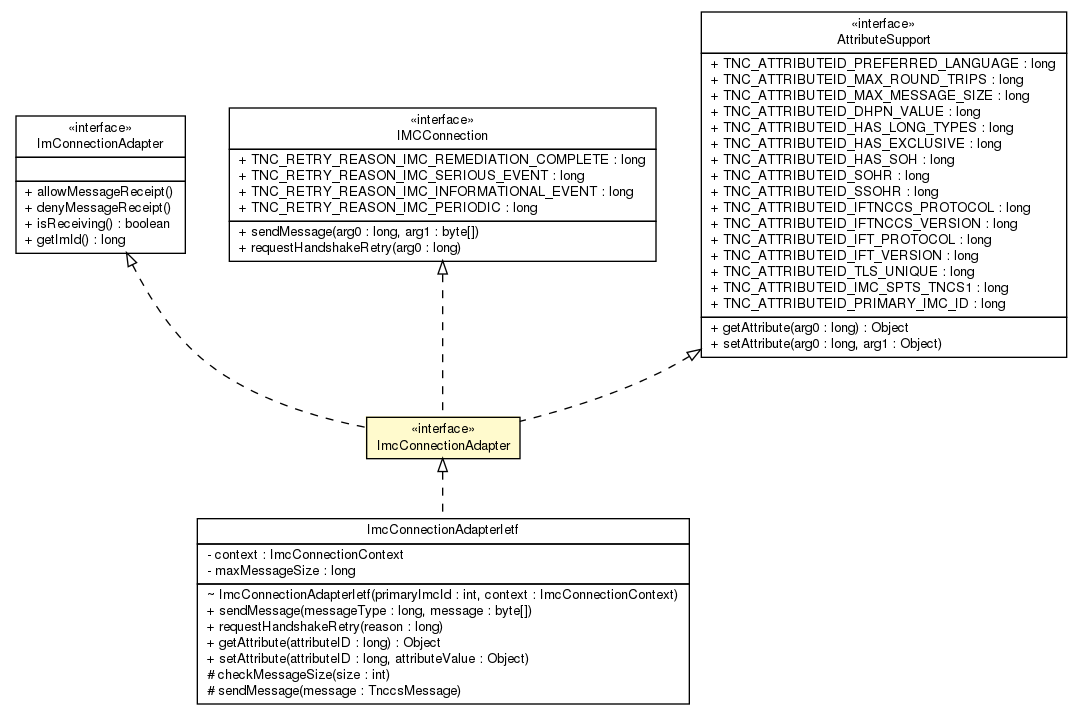 «interface»
ImConnectionAdapter
+ allowMessageReceipt()
+ denyMessageReceipt()
+ isReceiving() : boolean
+ getImId() : long
«interface»
IMCConnection
+ TNC_RETRY_REASON_IMC_REMEDIATION_COMPLETE : long
+ TNC_RETRY_REASON_IMC_SERIOUS_EVENT : long
+ TNC_RETRY_REASON_IMC_INFORMATIONAL_EVENT : long
+ TNC_RETRY_REASON_IMC_PERIODIC : long
+ sendMessage(arg0 : long, arg1 : byte[])
+ requestHandshakeRetry(arg0 : long)
«interface»
AttributeSupport
+ TNC_ATTRIBUTEID_PREFERRED_LANGUAGE : long
+ TNC_ATTRIBUTEID_MAX_ROUND_TRIPS : long
+ TNC_ATTRIBUTEID_MAX_MESSAGE_SIZE : long
+ TNC_ATTRIBUTEID_DHPN_VALUE : long
+ TNC_ATTRIBUTEID_HAS_LONG_TYPES : long
+ TNC_ATTRIBUTEID_HAS_EXCLUSIVE : long
+ TNC_ATTRIBUTEID_HAS_SOH : long
+ TNC_ATTRIBUTEID_SOHR : long
+ TNC_ATTRIBUTEID_SSOHR : long
+ TNC_ATTRIBUTEID_IFTNCCS_PROTOCOL : long
+ TNC_ATTRIBUTEID_IFTNCCS_VERSION : long
+ TNC_ATTRIBUTEID_IFT_PROTOCOL : long
+ TNC_ATTRIBUTEID_IFT_VERSION : long
+ TNC_ATTRIBUTEID_TLS_UNIQUE : long
+ TNC_ATTRIBUTEID_IMC_SPTS_TNCS1 : long
+ TNC_ATTRIBUTEID_PRIMARY_IMC_ID : long
+ getAttribute(arg0 : long) : Object
+ setAttribute(arg0 : long, arg1 : Object)
«interface»
ImcConnectionAdapter
ImcConnectionAdapterIetf
- context : ImcConnectionContext
- maxMessageSize : long
~ ImcConnectionAdapterIetf(primaryImcId : int, context : ImcConnectionContext)
+ sendMessage(messageType : long, message : byte[])
+ requestHandshakeRetry(reason : long)
+ getAttribute(attributeID : long) : Object
+ setAttribute(attributeID : long, attributeValue : Object)
# checkMessageSize(size : int)
# sendMessage(message : TnccsMessage)